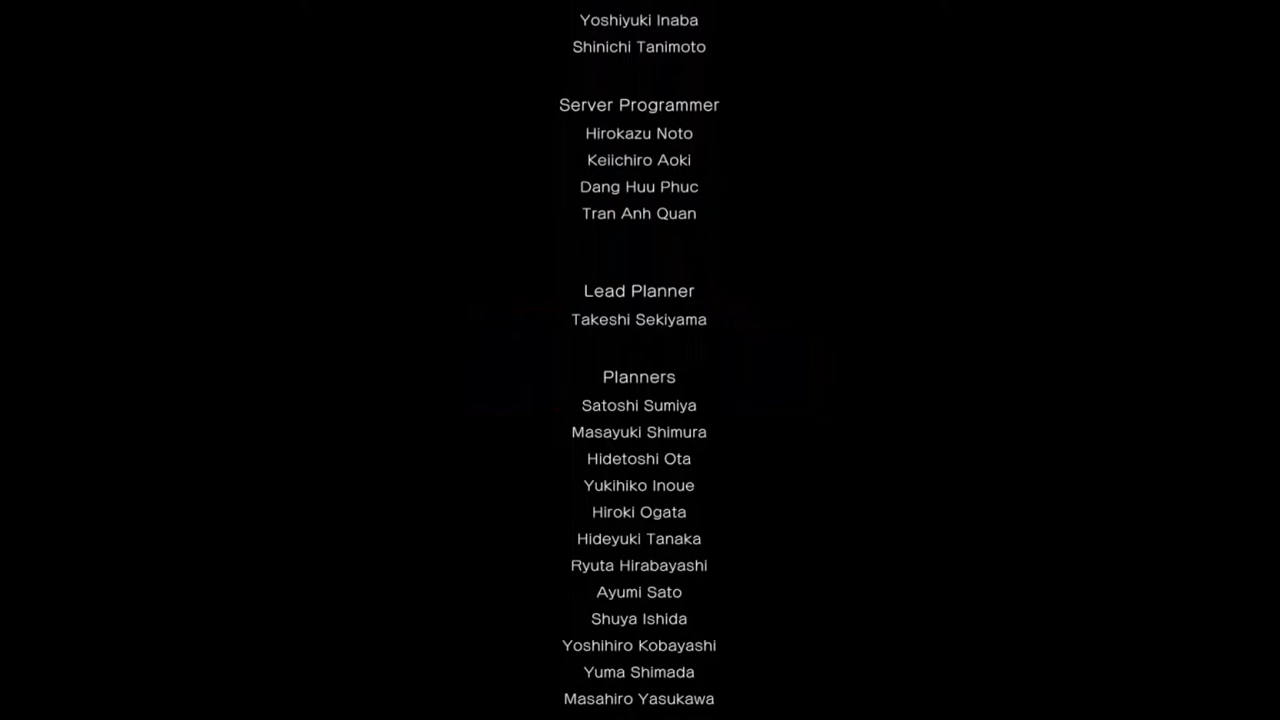 Yoshiyuki Inaba
Shinichi Tanimoto
Server Programmer
Hirokazu Noto
Keiichiro Aoki
Dang Huu Phuc
Tran Anh Quan
Lead Planner
Takeshi Sekiyama
Planners
Satoshi Sumiya
Masayuki Shimura
Hidetoshi Ota
Yukihiko Inoue
Hiroki Ogata
Hideyuki Tanaka
Ryuta Hirabayashi
Ayumi Sato
Shuya Ishida
Yoshihiro Kobayashi
Yuma Shimada
Masahiro Yasukawa